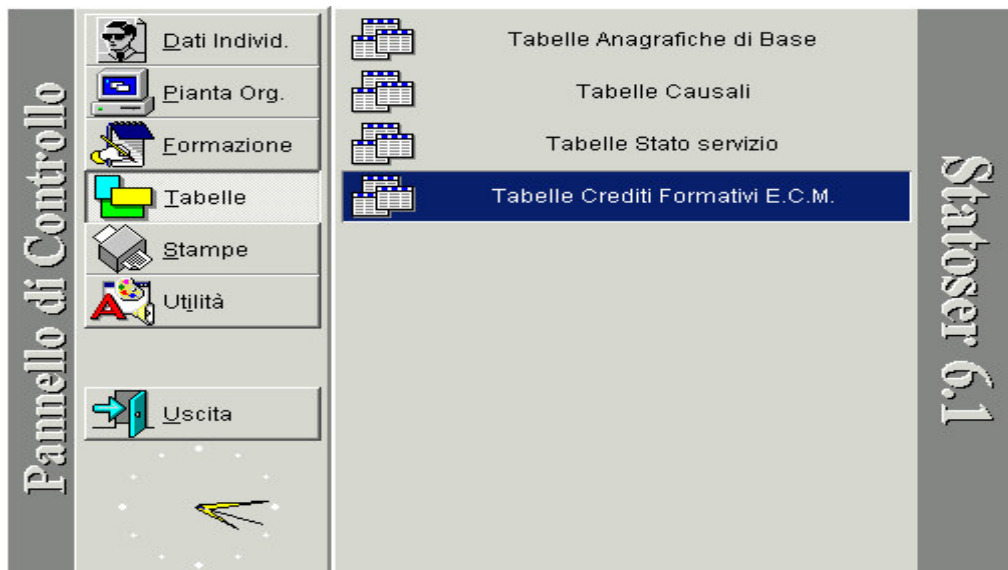 Pannello di Controllo
Dati Individ.
Pianta Org.
Formazione
Tabelle
Stampe
Utilità
Uscita
Tabelle Anagrafiche di Base
Tabelle Causali
Tabelle Stato servizio
Tabelle Crediti Formativi E.C.M.
Statoser 6.1